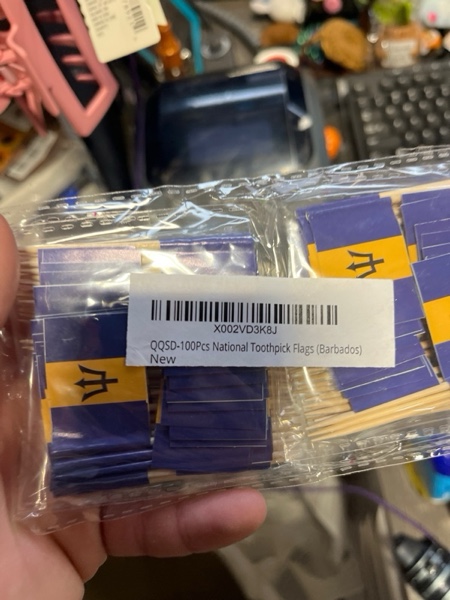 X002VD3K8J
QQSD-100Pcs National Toothpick Flags (Barbados)
New